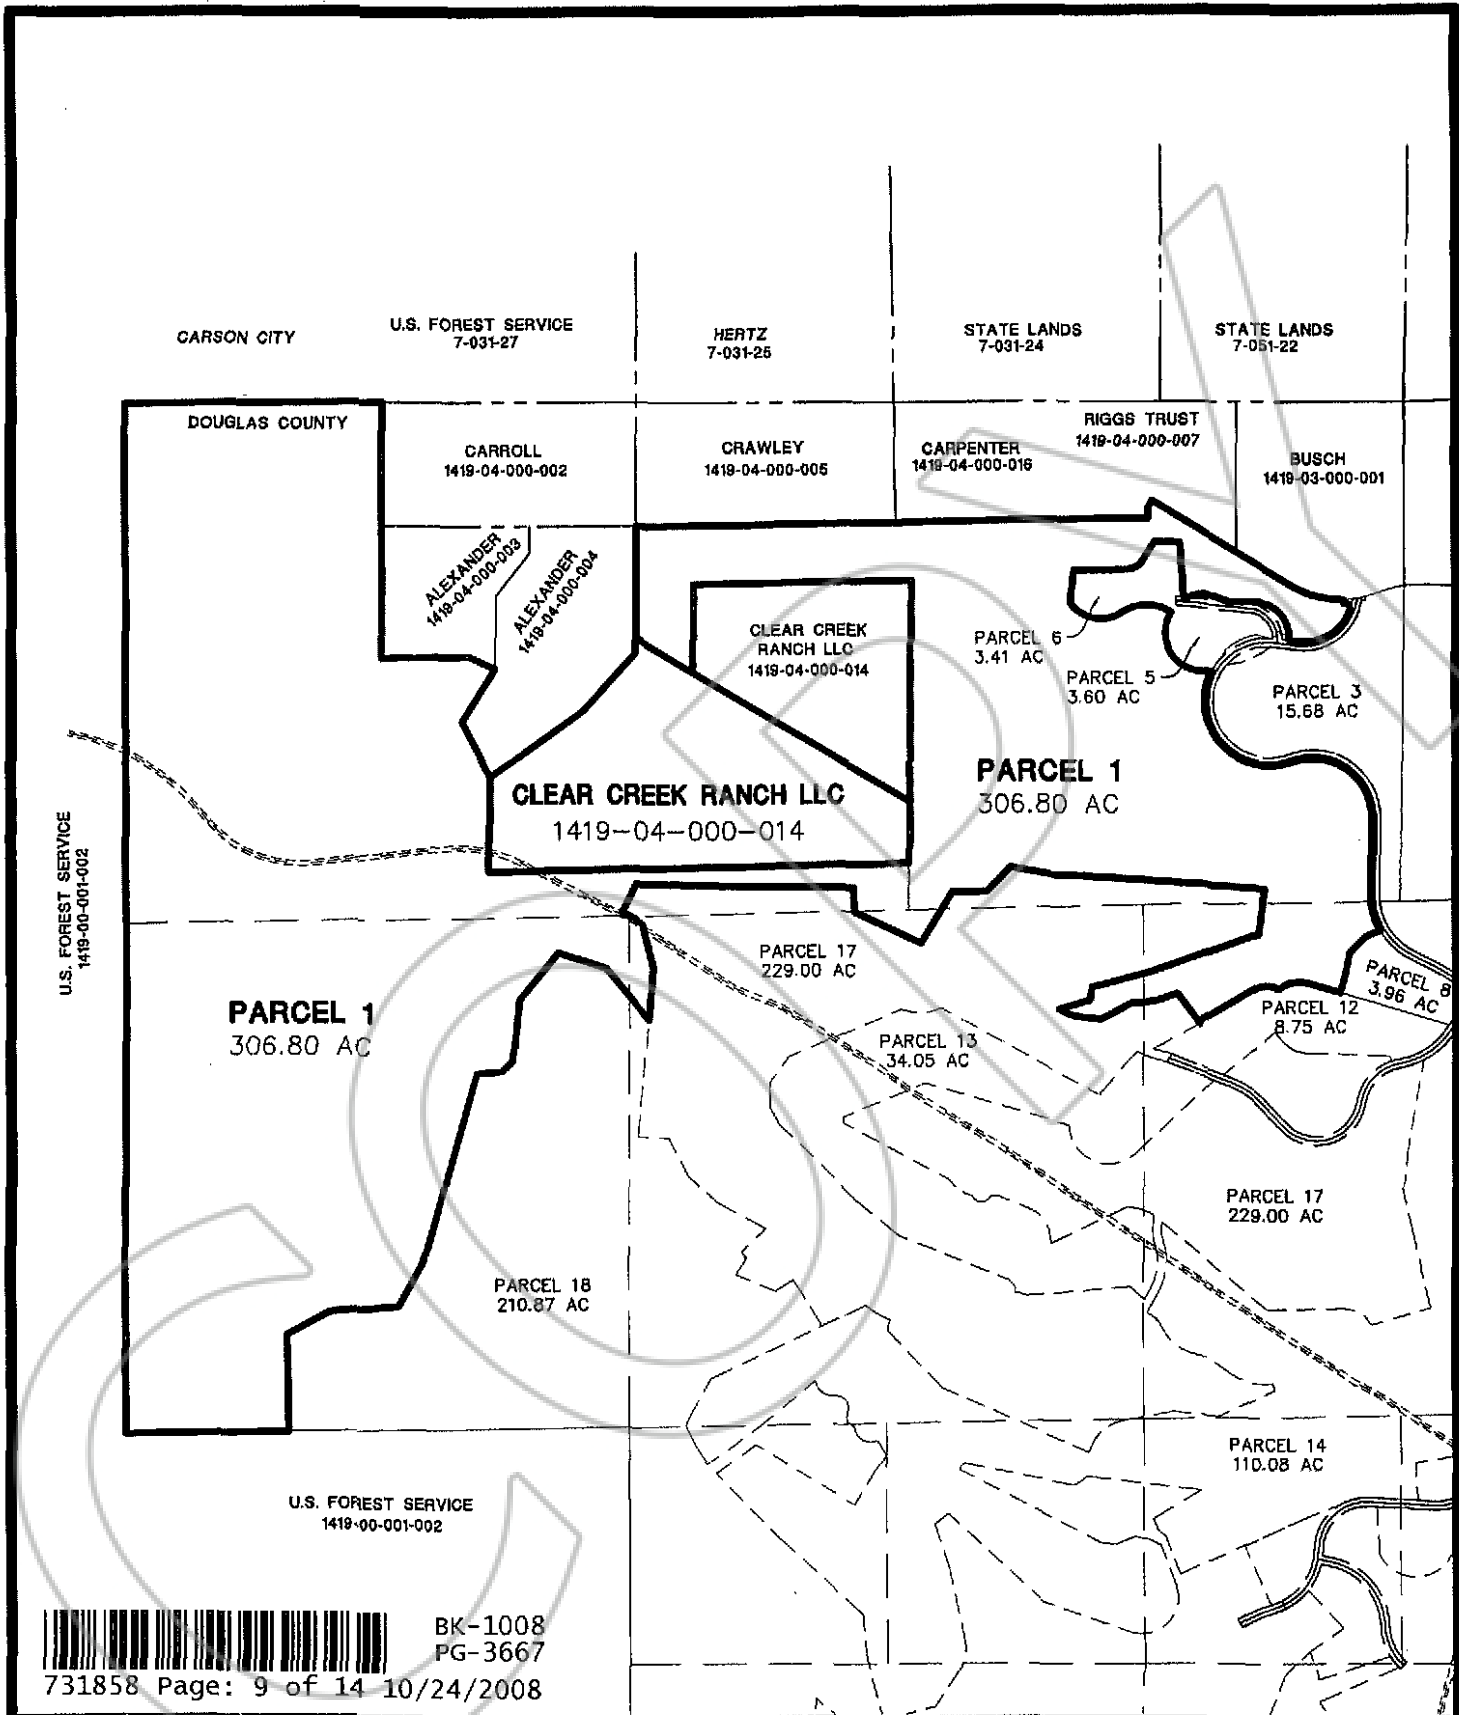 CARSON CITY
U.S. FOREST SERVICE
7-031-27
HERTZ
7-031-25
STATE LANDS
7-031-24
STATE LANDS
7-051-22
DOUGLAS COUNTY
CARROLL
1419-04-000-002
CRAWLEY
1419-04-000-005
CARPENTER
1419-04-000-016
RIGGS TRUST
1419-04-000-007
BUSCH
1419-03-000-001
ALEXANDER
1419-04-000-003
ALEXANDER
1419-04-000-004
CLEAR CREEK
RANCH LLC
1419-04-000-014
PARCEL 6
3.41 AC
PARCEL 5
3.60 AC
PARCEL 3
15.68 AC
PARCEL 1
306.80 AC
CLEAR CREEK RANCH LLC
1419-04-000-014
U.S. FOREST SERVICE
1419-00-001-002
PARCEL 17
229.00 AC
PARCEL 8
3.96 AC
PARCEL 12
8.75 AC
PARCEL 1
306.80 AC
PARCEL 13
34.05 AC
PARCEL 17
229.00 AC
PARCEL 18
210.87 AC
PARCEL 14
110.08 AC
U.S. FOREST SERVICE
1419-00-001-002
COPY
BK-1008
PG-3667
731858 Page: 9 of 14 10/24/2008